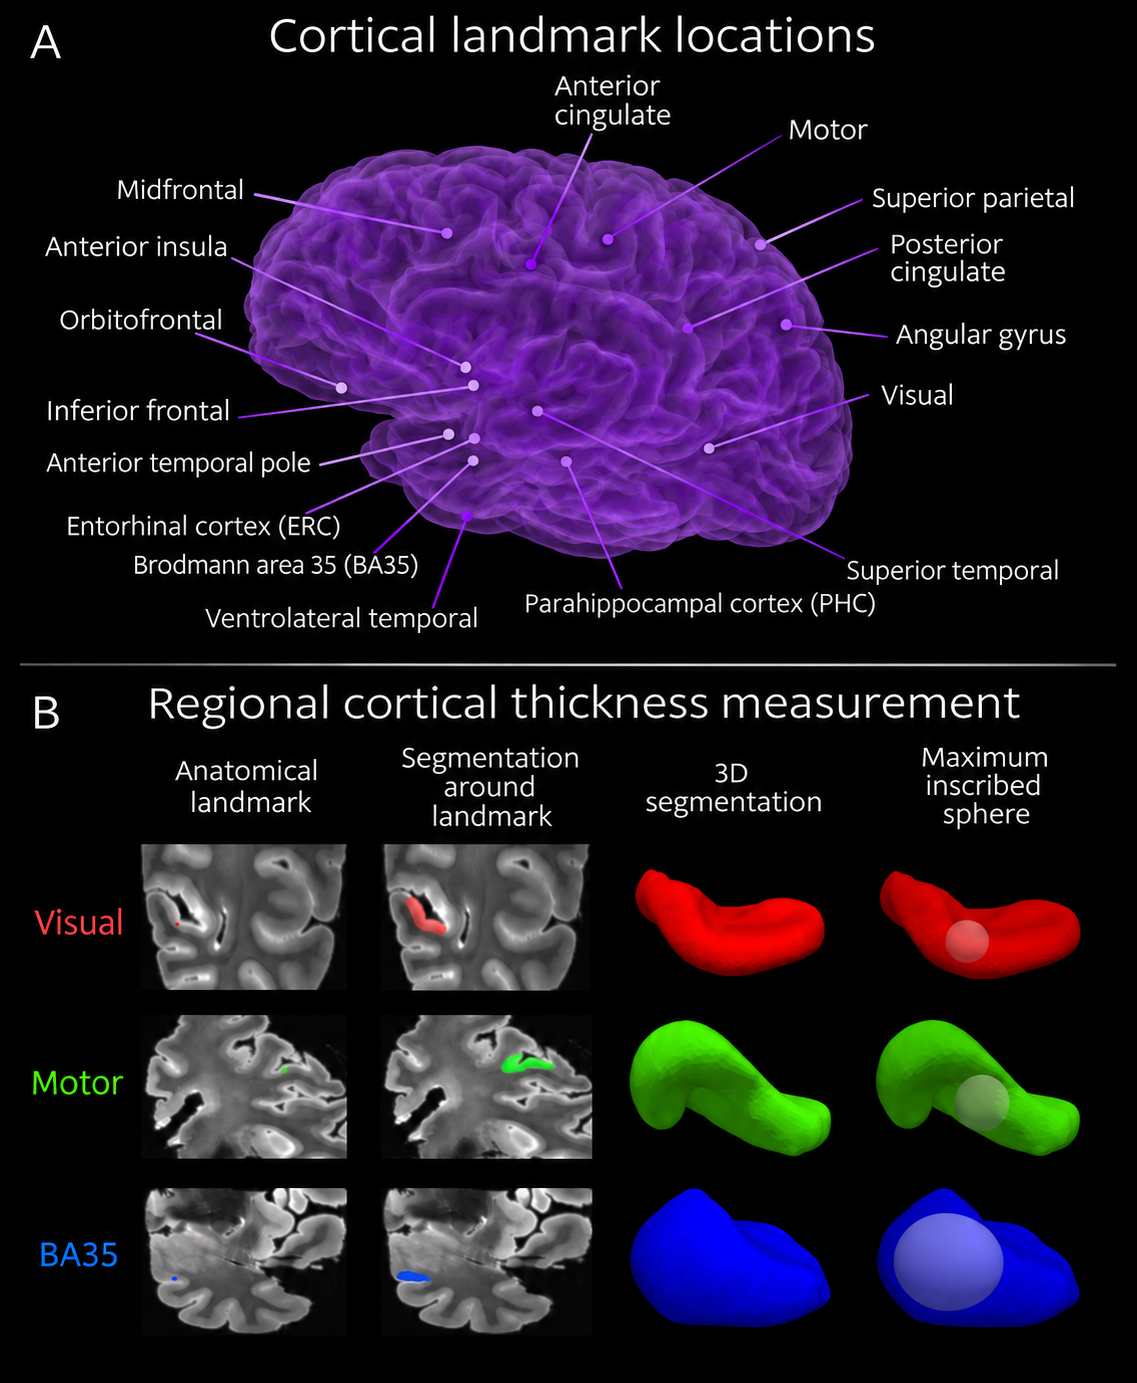 A
Cortical landmark locations
Anterior
cingulate
Motor
Midfrontal
Superior parietal
Anterior insula
Posterior
cingulate
Orbitofrontal
Angular gyrus
Visual
Inferior frontal
Anterior temporal pole
Entorhinal cortex (ERC)
Brodmann area 35 (BA35)
Superior temporal
Parahippocampal cortex (PHC)
Ventrolateral temporal
B
Regional cortical thickness measurement
Anatomical
landmark
Segmentation
around
landmark
3D
segmentation
Maximum
inscribed
sphere
Visual
Motor
BA35